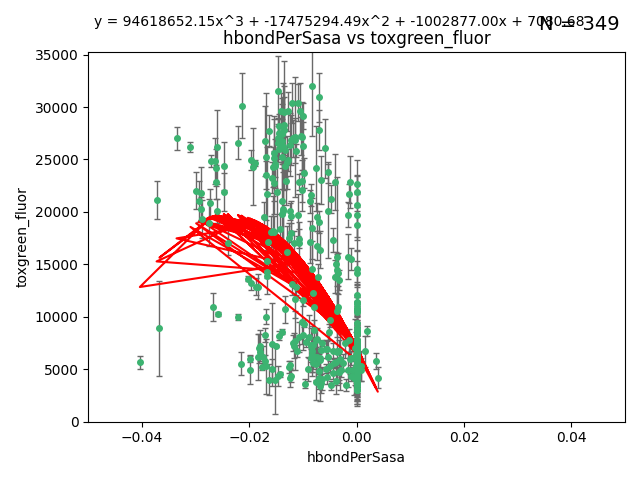 y = 94618652.15x^3 + -17475294.49x^2 + -1002877.00x + 7080.68
N = 349
hbondPerSasa vs toxgreen_fluor
35000
30000
25000
20000
15000
10000
5000
0
toxgreen_fluor
−0.04
−0.02
0.00
0.02
0.04
hbondPerSasa